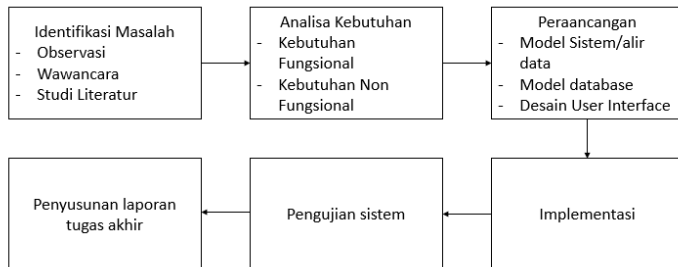 Identifikasi Masalah
- Observasi
- Wawancara
- Studi Literatur
Analisa Kebutuhan
- Kebutuhan
Fungsional
- Kebutuhan Non
Fungsional
Peraancangan
- Model Sistem/alir
data
- Model database
- Desain User Interface
Implementasi
Pengujian sistem
Penyusunan laporan
tugas akhir